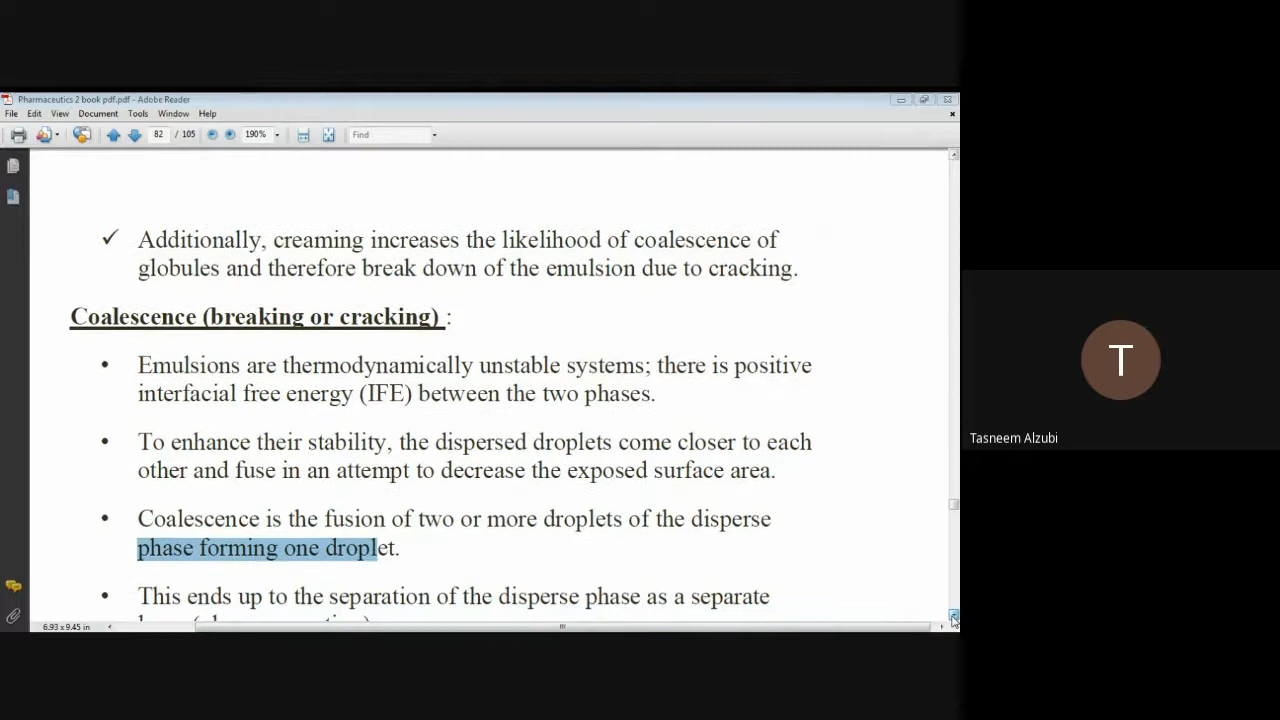 Pharmaceutics 2 book pdf.pdf - Adobe Reader
File Edit View Document Tools Window Help
82 / 105 190% Find
✓ Additionally, creaming increases the likelihood of coalescence of
globules and therefore break down of the emulsion due to cracking.
Coalescence (breaking or cracking) :
• Emulsions are thermodynamically unstable systems; there is positive
interfacial free energy (IFE) between the two phases.
• To enhance their stability, the dispersed droplets come closer to each
other and fuse in an attempt to decrease the exposed surface area.
• Coalescence is the fusion of two or more droplets of the disperse
phase forming one droplet.
• This ends up to the separation of the disperse phase as a separate
6.93 x 9.45 in
T
Tasneem Alzubi